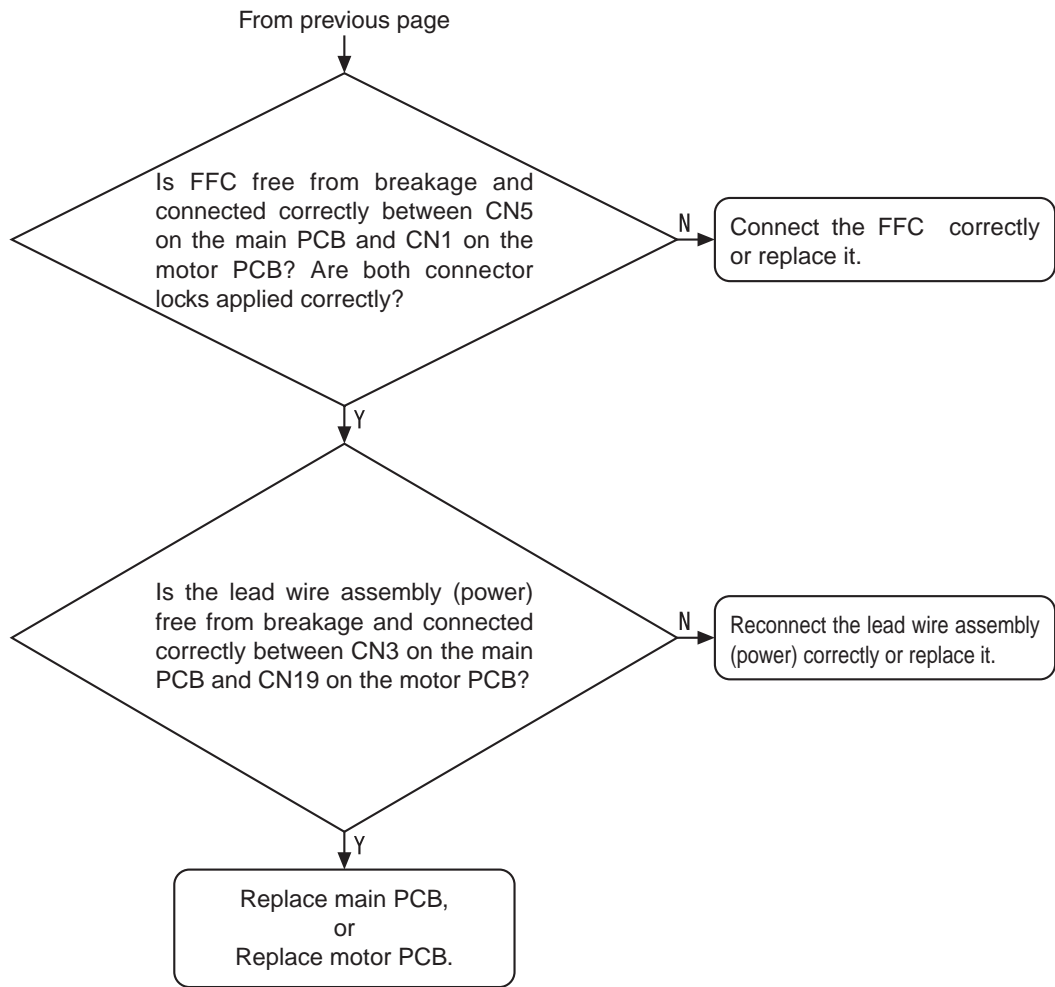 From previous page
Is FFC free from breakage and
connected correctly between CN5
on the main PCB and CN1 on the
motor PCB? Are both connector
locks applied correctly?
N
Connect the FFC correctly
or replace it.
Y
Is the lead wire assembly (power)
free from breakage and connected
correctly between CN3 on the main
PCB and CN19 on the motor PCB?
N
Reconnect the lead wire assembly
(power) correctly or replace it.
Y
Replace main PCB,
or
Replace motor PCB.